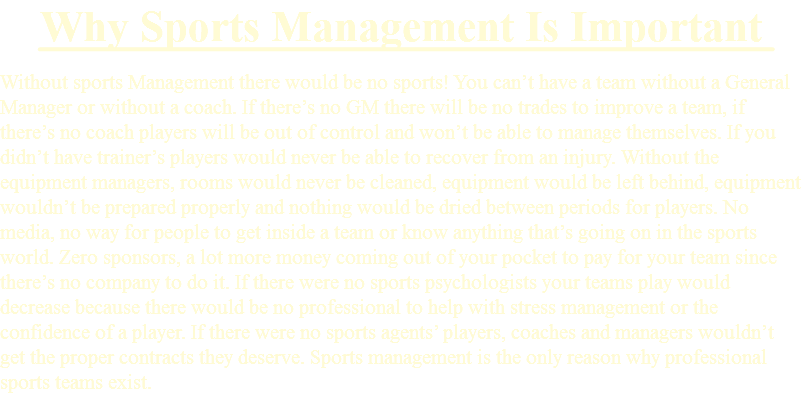 Why Sports Management Is Important
Without sports Management there would be no sports! You can't have a team without a General
Manager or without a coach. If there's no GM there will be no trades to improve a team, if
there's no coach players will be out of control and won't be able to manage themselves. If you
didn't have trainer's players would never be able to recover from an injury. Without the
equipment managers, rooms would never be cleaned, equipment would be left behind, equipment
wouldn't be prepared properly and nothing would be dried between periods for players. No
media, no way for people to get inside a team or know anything that's going on in the sports
world. Zero sponsors, a lot more money coming out of your pocket to pay for your team since
there's no company to do it. If there were no sports psychologists your teams play would
decrease because there would be no professional to help with stress management or the
confidence of a player. If there were no sports agents' players, coaches and managers wouldn't
get the proper contracts they deserve. Sports management is the only reason why professional
sports teams exist.